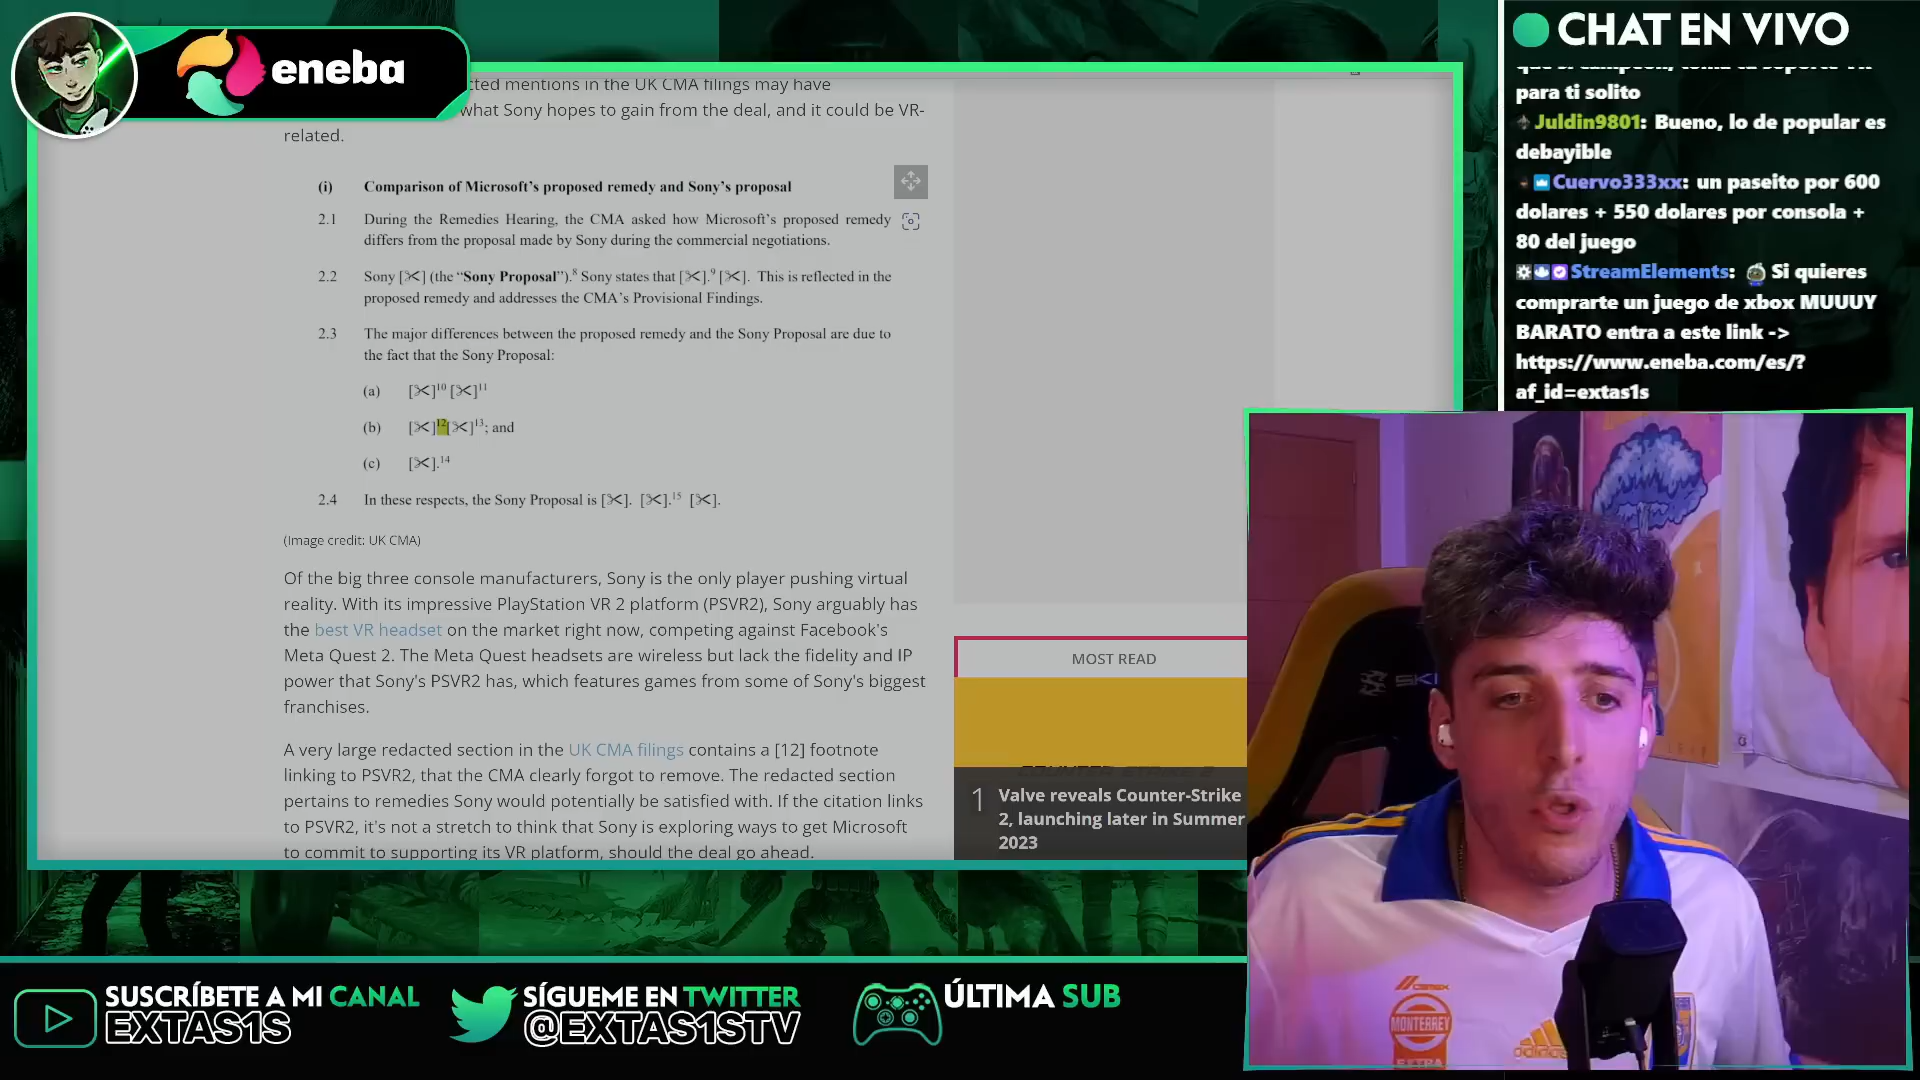 eneba
cted mentions in the UK CMA filings may have
what Sony hopes to gain from the deal, and it could be VR-
related.
(i) Comparison of Microsoft's proposed remedy and Sony's proposal
2.1 During the Remedies Hearing, the CMA asked how Microsoft's proposed remedy
differs from the proposal made by Sony during the commercial negotiations.
2.2 Sony [✂] (the “Sony Proposal”).⁸ Sony states that [✂].⁹ [✂]. This is reflected in the
proposed remedy and addresses the CMA's Provisional Findings.
2.3 The major differences between the proposed remedy and the Sony Proposal are due to
the fact that the Sony Proposal:
(a) [✂]¹⁰ [✂]¹¹
(b) [✂]¹²[✂]¹³; and
(c) [✂].¹⁴
2.4 In these respects, the Sony Proposal is [✂]. [✂].¹⁵ [✂].
(Image credit: UK CMA)
Of the big three console manufacturers, Sony is the only player pushing virtual
reality. With its impressive PlayStation VR 2 platform (PSVR2), Sony arguably has
the best VR headset on the market right now, competing against Facebook's
Meta Quest 2. The Meta Quest headsets are wireless but lack the fidelity and IP
power that Sony's PSVR2 has, which features games from some of Sony's biggest
franchises.
A very large redacted section in the UK CMA filings contains a [12] footnote
linking to PSVR2, that the CMA clearly forgot to remove. The redacted section
pertains to remedies Sony would potentially be satisfied with. If the citation links
to PSVR2, it's not a stretch to think that Sony is exploring ways to get Microsoft
to commit to supporting its VR platform, should the deal go ahead.
MOST READ
COUNTER-STRIKE 2
1 Valve reveals Counter-Strike
2, launching later in Summer
2023
CHAT EN VIVO
para ti solito
Juldin9801: Bueno, lo de popular es
debayible
Cuervo333xx: un paseito por 600
dolares + 550 dolares por consola +
80 del juego
StreamElements: Si quieres
comprarte un juego de xbox MUUUY
BARATO entra a este link ->
https://www.eneba.com/es/?
af_id=extas1s
SKI
CEMEX
MONTERREY
EXTRA
adidas
SUSCRÍBETE A MI CANAL
EXTAS1S
SÍGUEME EN TWITTER
@EXTAS1STV
ÚLTIMA SUB